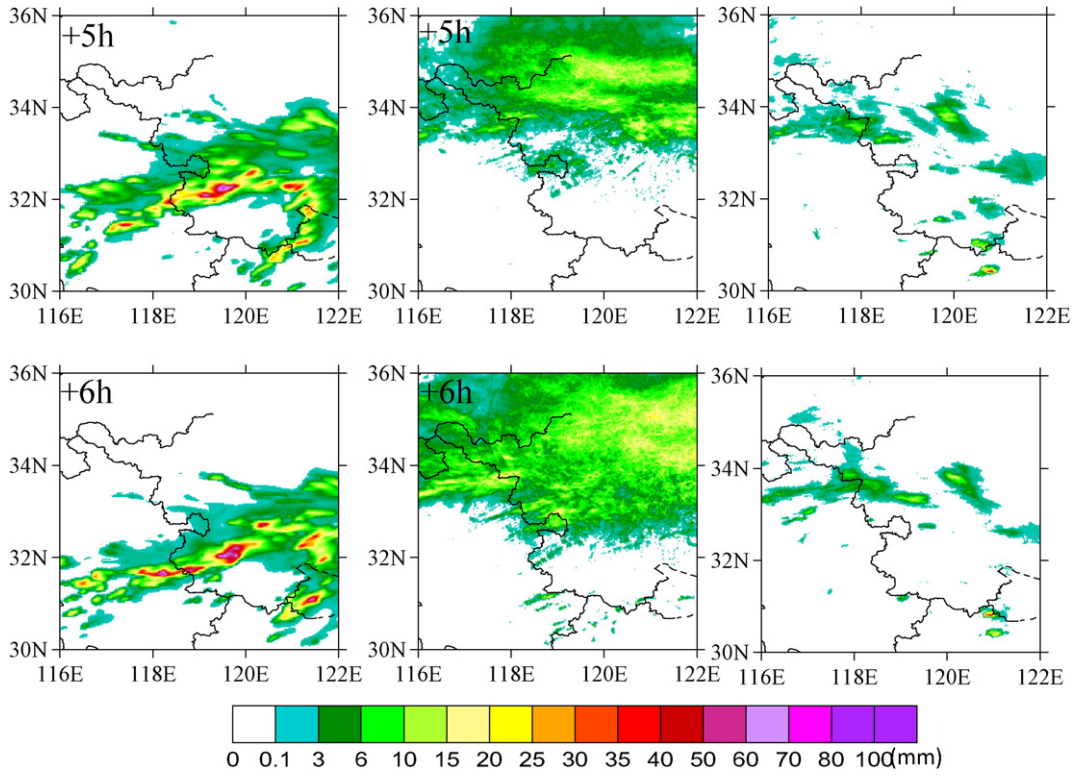 36N 36N 36N
+5h +5h
34N 34N 34N
32N 32N 32N
30N 30N 30N
116E 118E 120E 122E 116E 118E 120E 122E 116E 118E 120E 122E
36N 36N 36N
+6h +6h
34N 34N 34N
32N 32N 32N
30N 30N 30N
116E 118E 120E 122E 116E 118E 120E 122E 116E 118E 120E 122E
0 0.1 3 6 10 15 20 25 30 35 40 50 60 70 80 100(mm)